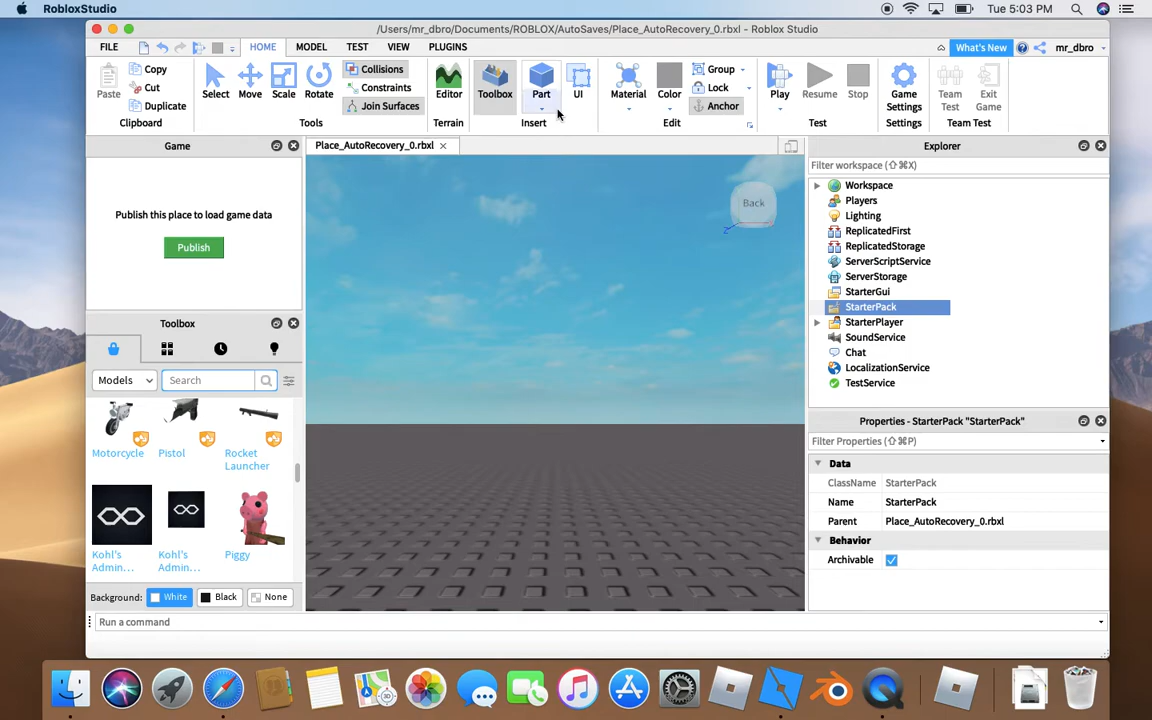 RobloxStudio
Tue 5:03 PM
/Users/mr_dbro/Documents/ROBLOX/AutoSaves/Place_AutoRecovery_0.rbxl - Roblox Studio
FILE HOME MODEL TEST VIEW PLUGINS What's New mr_dbro
Paste Copy Cut Duplicate
Select Move Scale Rotate
Collisions Constraints Join Surfaces
Editor Toolbox Part UI
Material Color Group Lock Anchor
Play Resume Stop
Game Settings
Team Test
Exit Game
Clipboard Tools Terrain Insert Edit Test Settings Team Test
Game
Publish this place to load game data
Publish
Toolbox
Models Search
Motorcycle Pistol Rocket Launcher
Kohl's Admin... Kohl's Admin... Piggy
Background: White Black None
Place_AutoRecovery_0.rbxl
Back
Z
Explorer
Filter workspace (⇧⌘X)
Workspace
Players
Lighting
ReplicatedFirst
ReplicatedStorage
ServerScriptService
ServerStorage
StarterGui
StarterPack
StarterPlayer
SoundService
Chat
LocalizationService
TestService
Properties - StarterPack "StarterPack"
Filter Properties (⇧⌘P)
Data
ClassName StarterPack
Name StarterPack
Parent Place_AutoRecovery_0.rbxl
Behavior
Archivable
Run a command